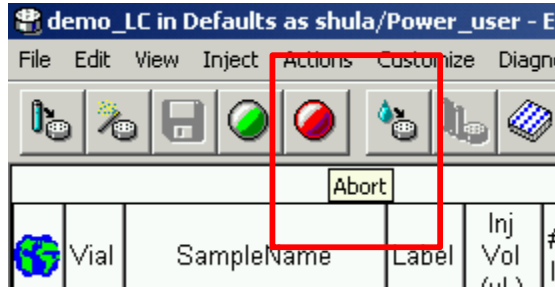 demo_LC in Defaults as shula/Power_user - E
File Edit View Inject Actions Customize Diagn
Abort
Vial SampleName Label Inj Vol (uL) #